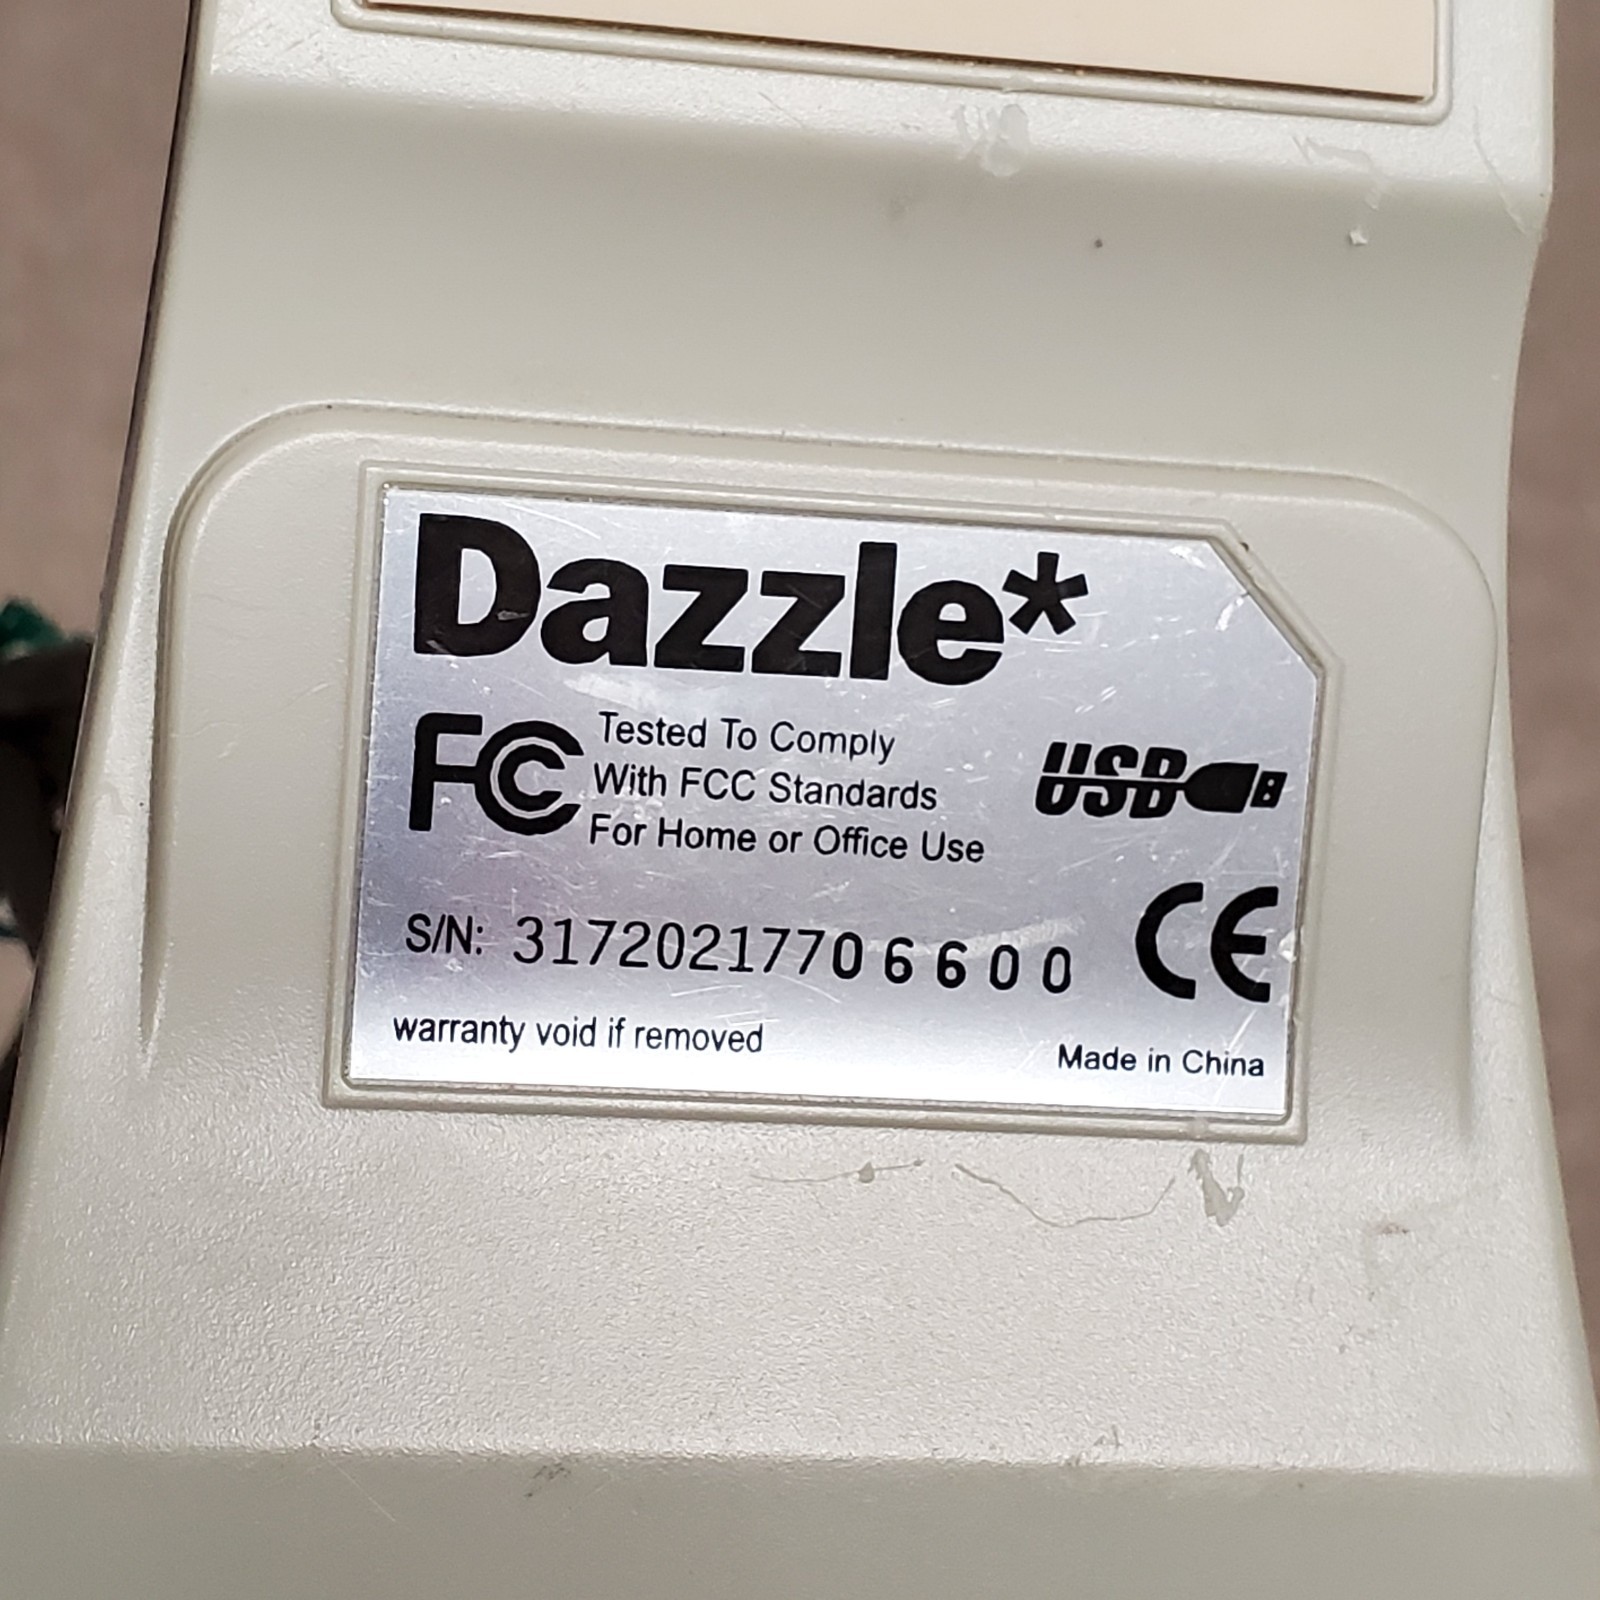 Dazzle*
FC Tested To Comply
With FCC Standards
For Home or Office Use
USB
S/N: 31720217706600
CE
warranty void if removed
Made in China